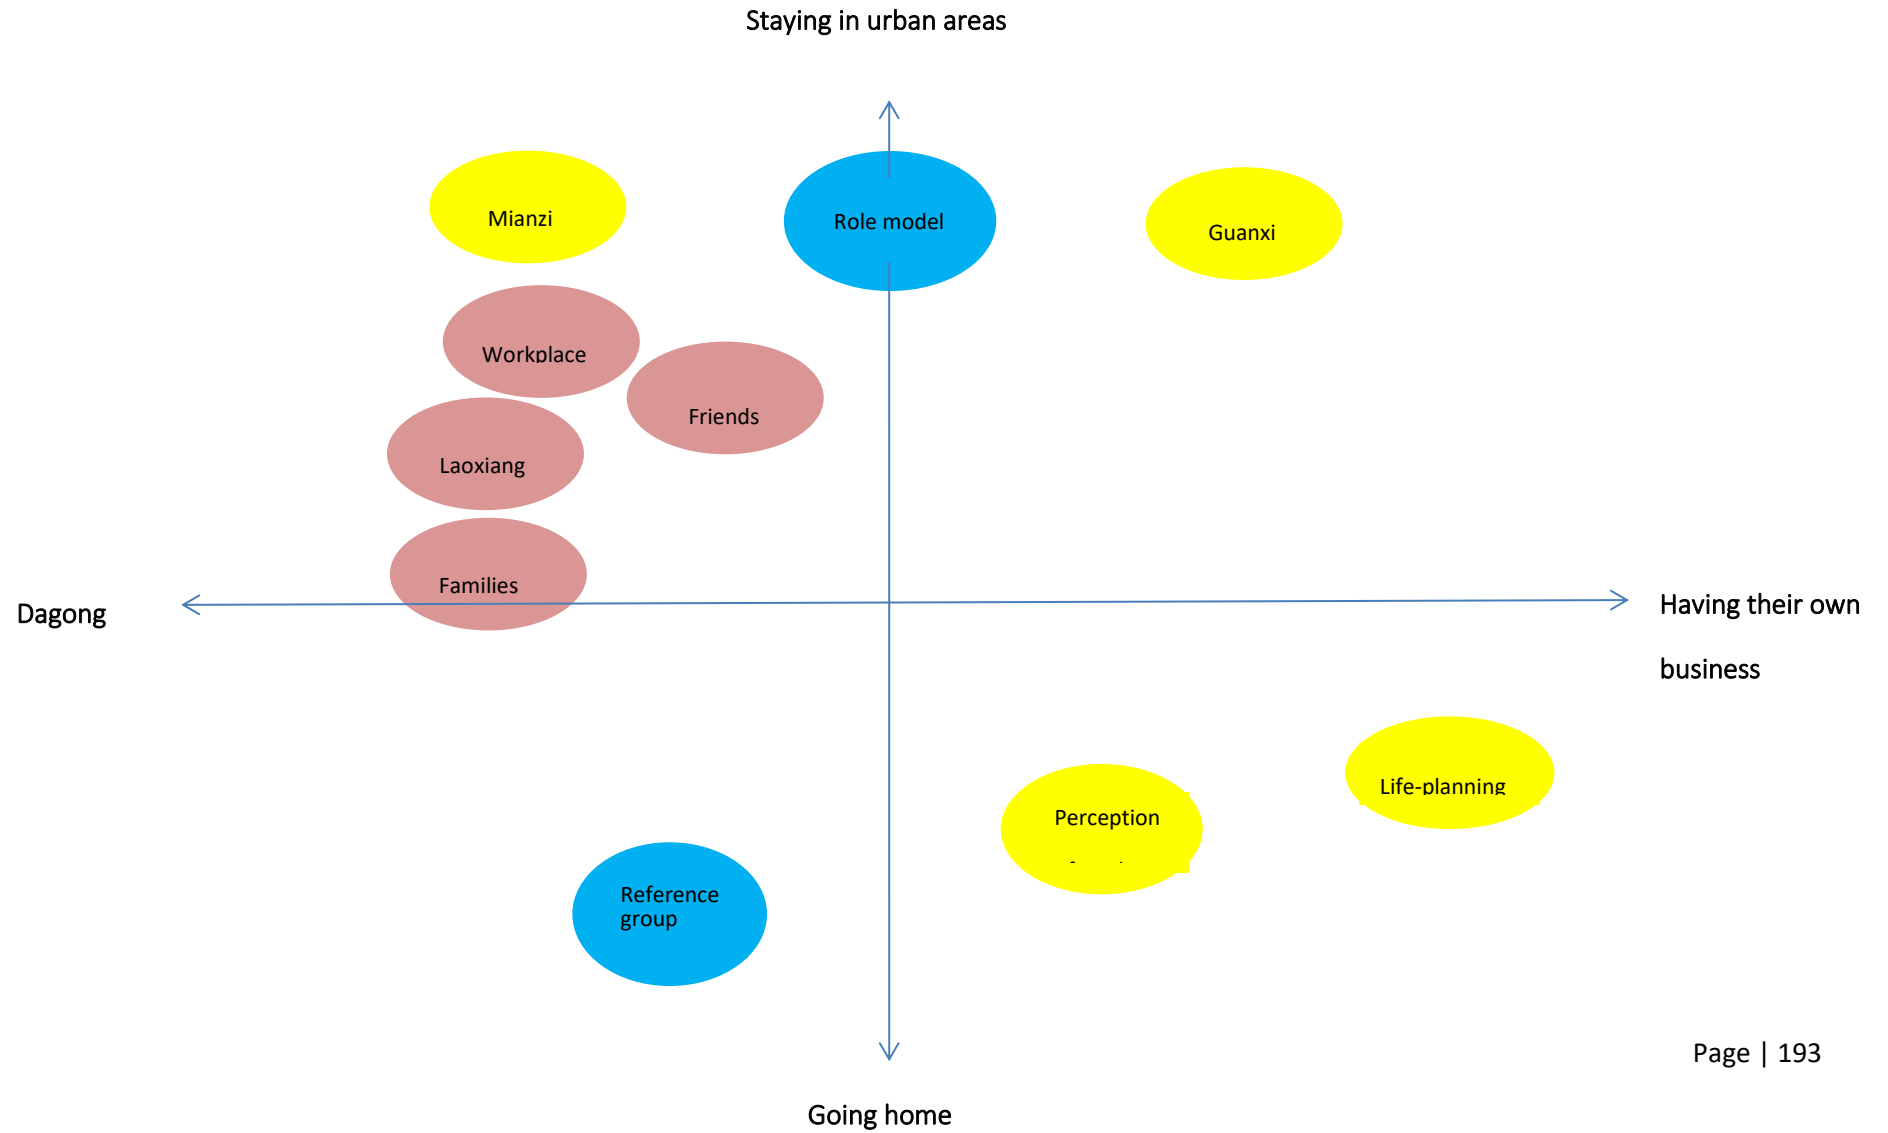 Staying in urban areas
Mianzi
Role model
Guanxi
Workplace
Friends
Laoxiang
Families
Dagong
Having their own
business
Life-planning
Perception
Reference
group
Page | 193
Going home